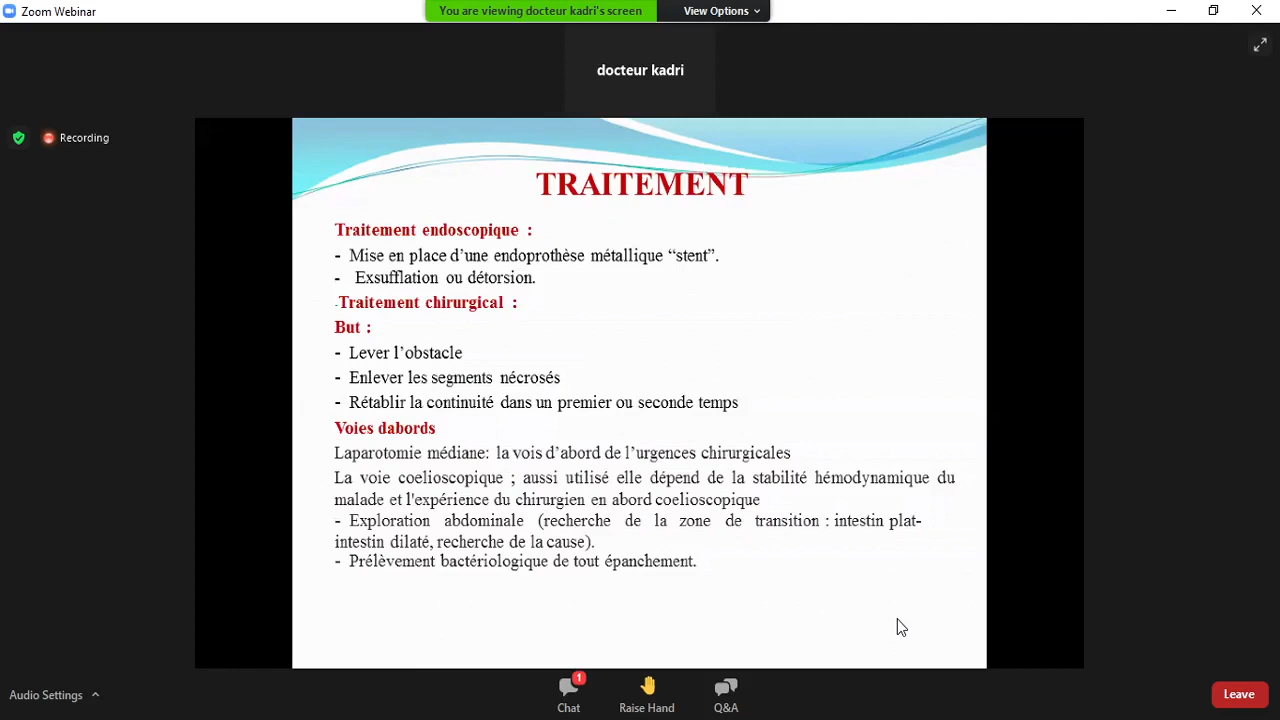 Zoom Webinar
You are viewing docteur kadri's screen
View Options
docteur kadri
Recording
TRAITEMENT
Traitement endoscopique :
- Mise en place d’une endoprothèse métallique “stent”.
- Exsufflation ou détorsion.
-Traitement chirurgical :
But :
- Lever l’obstacle
- Enlever les segments nécrosés
- Rétablir la continuité dans un premier ou seconde temps
Voies dabords
Laparotomie médiane: la vois d’abord de l’urgences chirurgicales
La voie coelioscopique ; aussi utilisé elle dépend de la stabilité hémodynamique du
malade et l'expérience du chirurgien en abord coelioscopique
- Exploration abdominale (recherche de la zone de transition : intestin plat-
intestin dilaté, recherche de la cause).
- Prélèvement bactériologique de tout épanchement.
Audio Settings
1
Chat
Raise Hand
Q&A
Leave